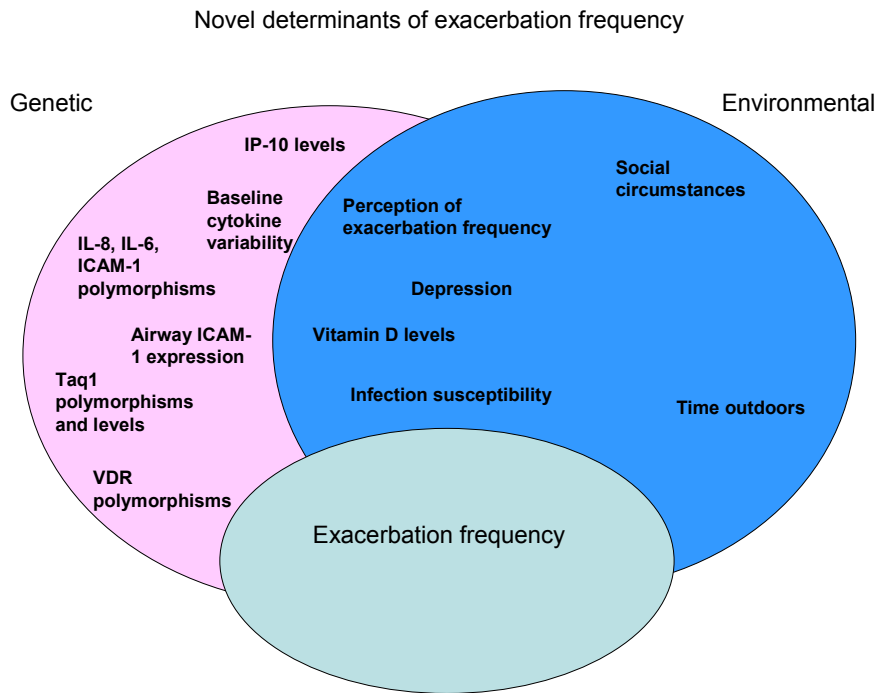 Novel determinants of exacerbation frequency
Genetic
Environmental
IP-10 levels
Baseline
cytokine
variability
IL-8, IL-6,
ICAM-1
polymorphisms
Airway ICAM-
1 expression
Taq1
polymorphisms
and levels
VDR
polymorphisms
Perception of
exacerbation frequency
Depression
Vitamin D levels
Infection susceptibility
Social
circumstances
Time outdoors
Exacerbation frequency